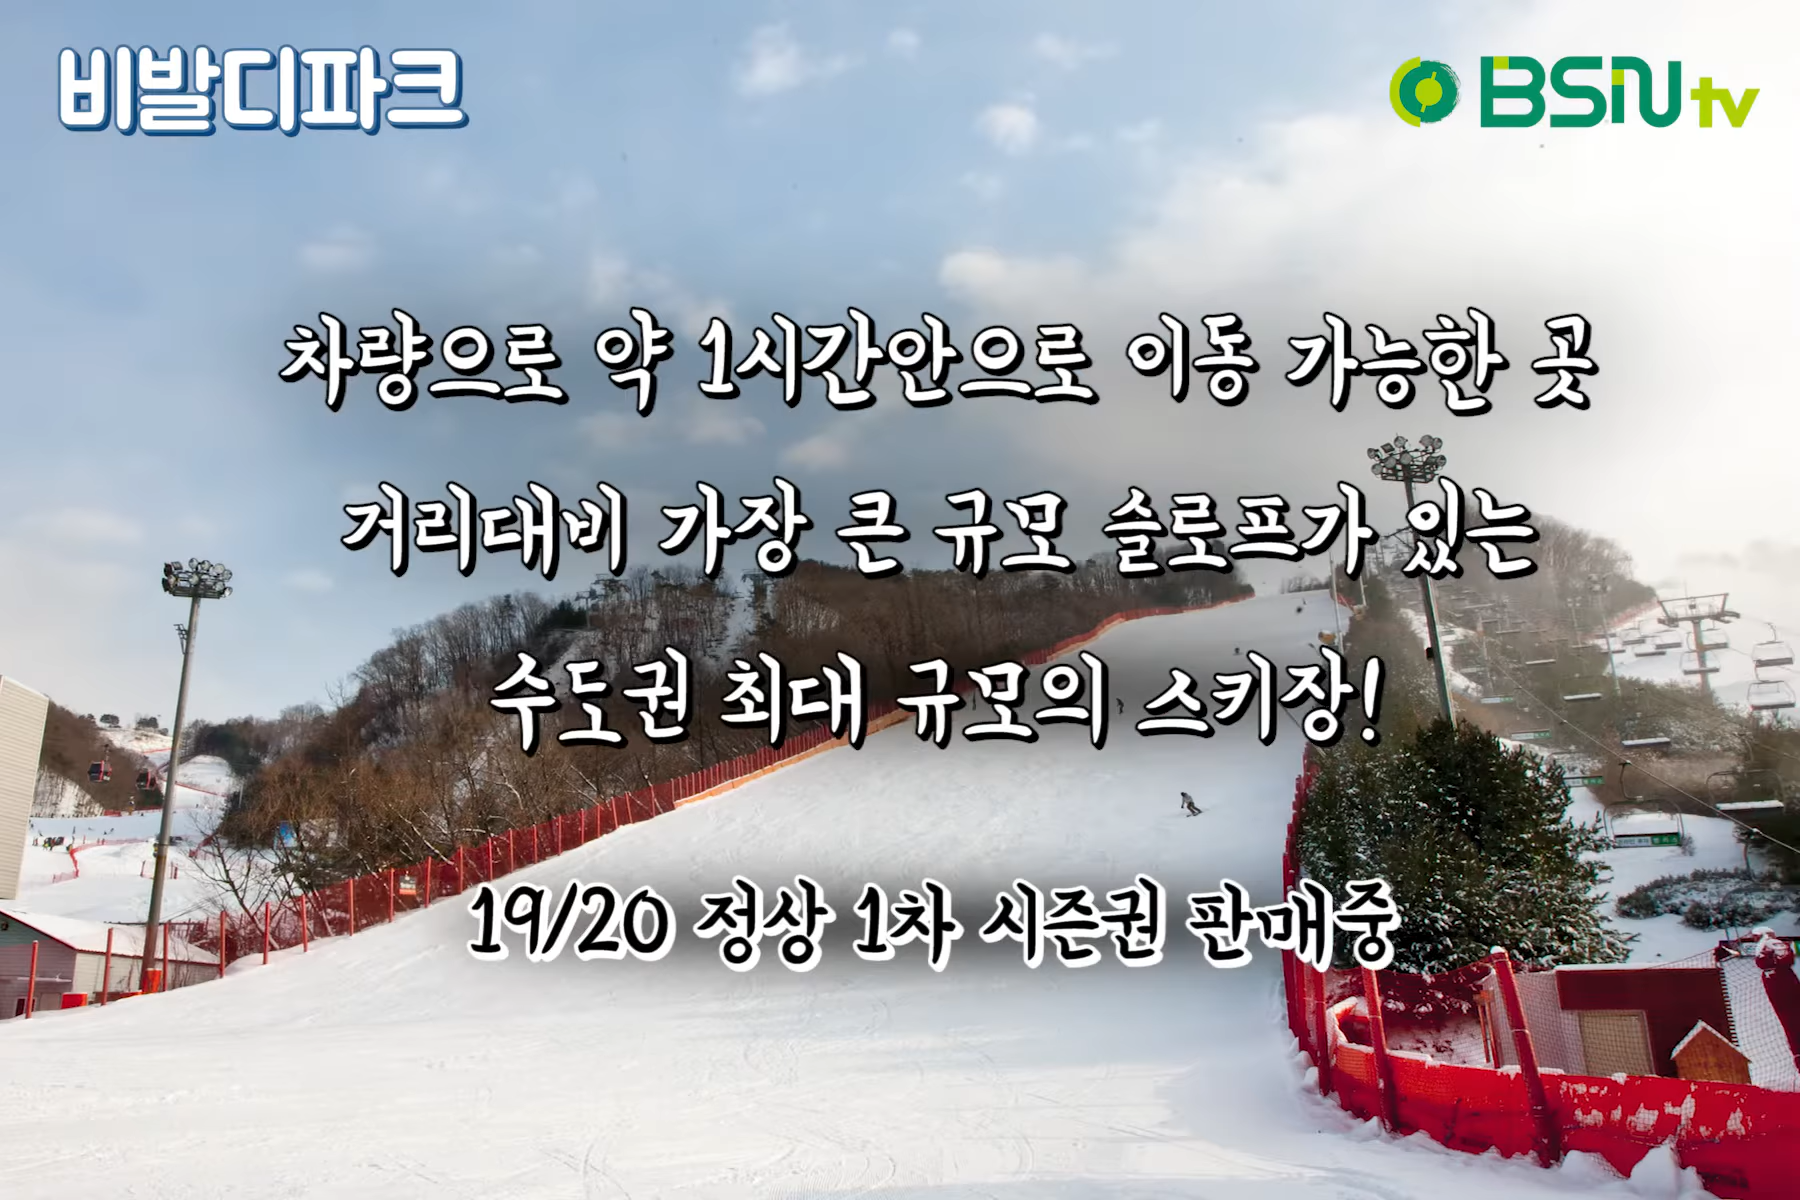 비발디파크
BSN tv
차량으로 약 1시간안으로 이동 가능한 곳
거리대비 가장 큰 규모 슬로프가 있는
수도권 최대 규모의 스키장!
19/20 정상 1차 시즌권 판매중